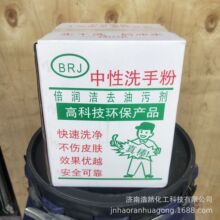 BRJ
中性洗手粉
倍润洁去油污剂
高科技环保产品
快速洗净
不伤皮肤
效果优越
安全可靠
济南浩然化工科技有限公司
jnhaoranhuagong.1688.com